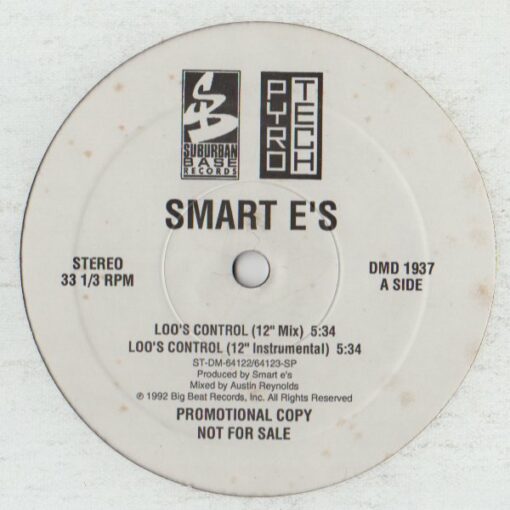 SUBURBAN
BASE
RECORDS
PYRO
TECH
SMART E'S
STEREO
33 1/3 RPM
DMD 1937
A SIDE
LOO'S CONTROL (12" Mix) 5:34
LOO'S CONTROL (12" Instrumental) 5:34
ST-DM-64122/64123-SP
Produced by Smart e's
Mixed by Austin Reynolds
℗ 1992 Big Beat Records, Inc. All Rights Reserved
PROMOTIONAL COPY
NOT FOR SALE